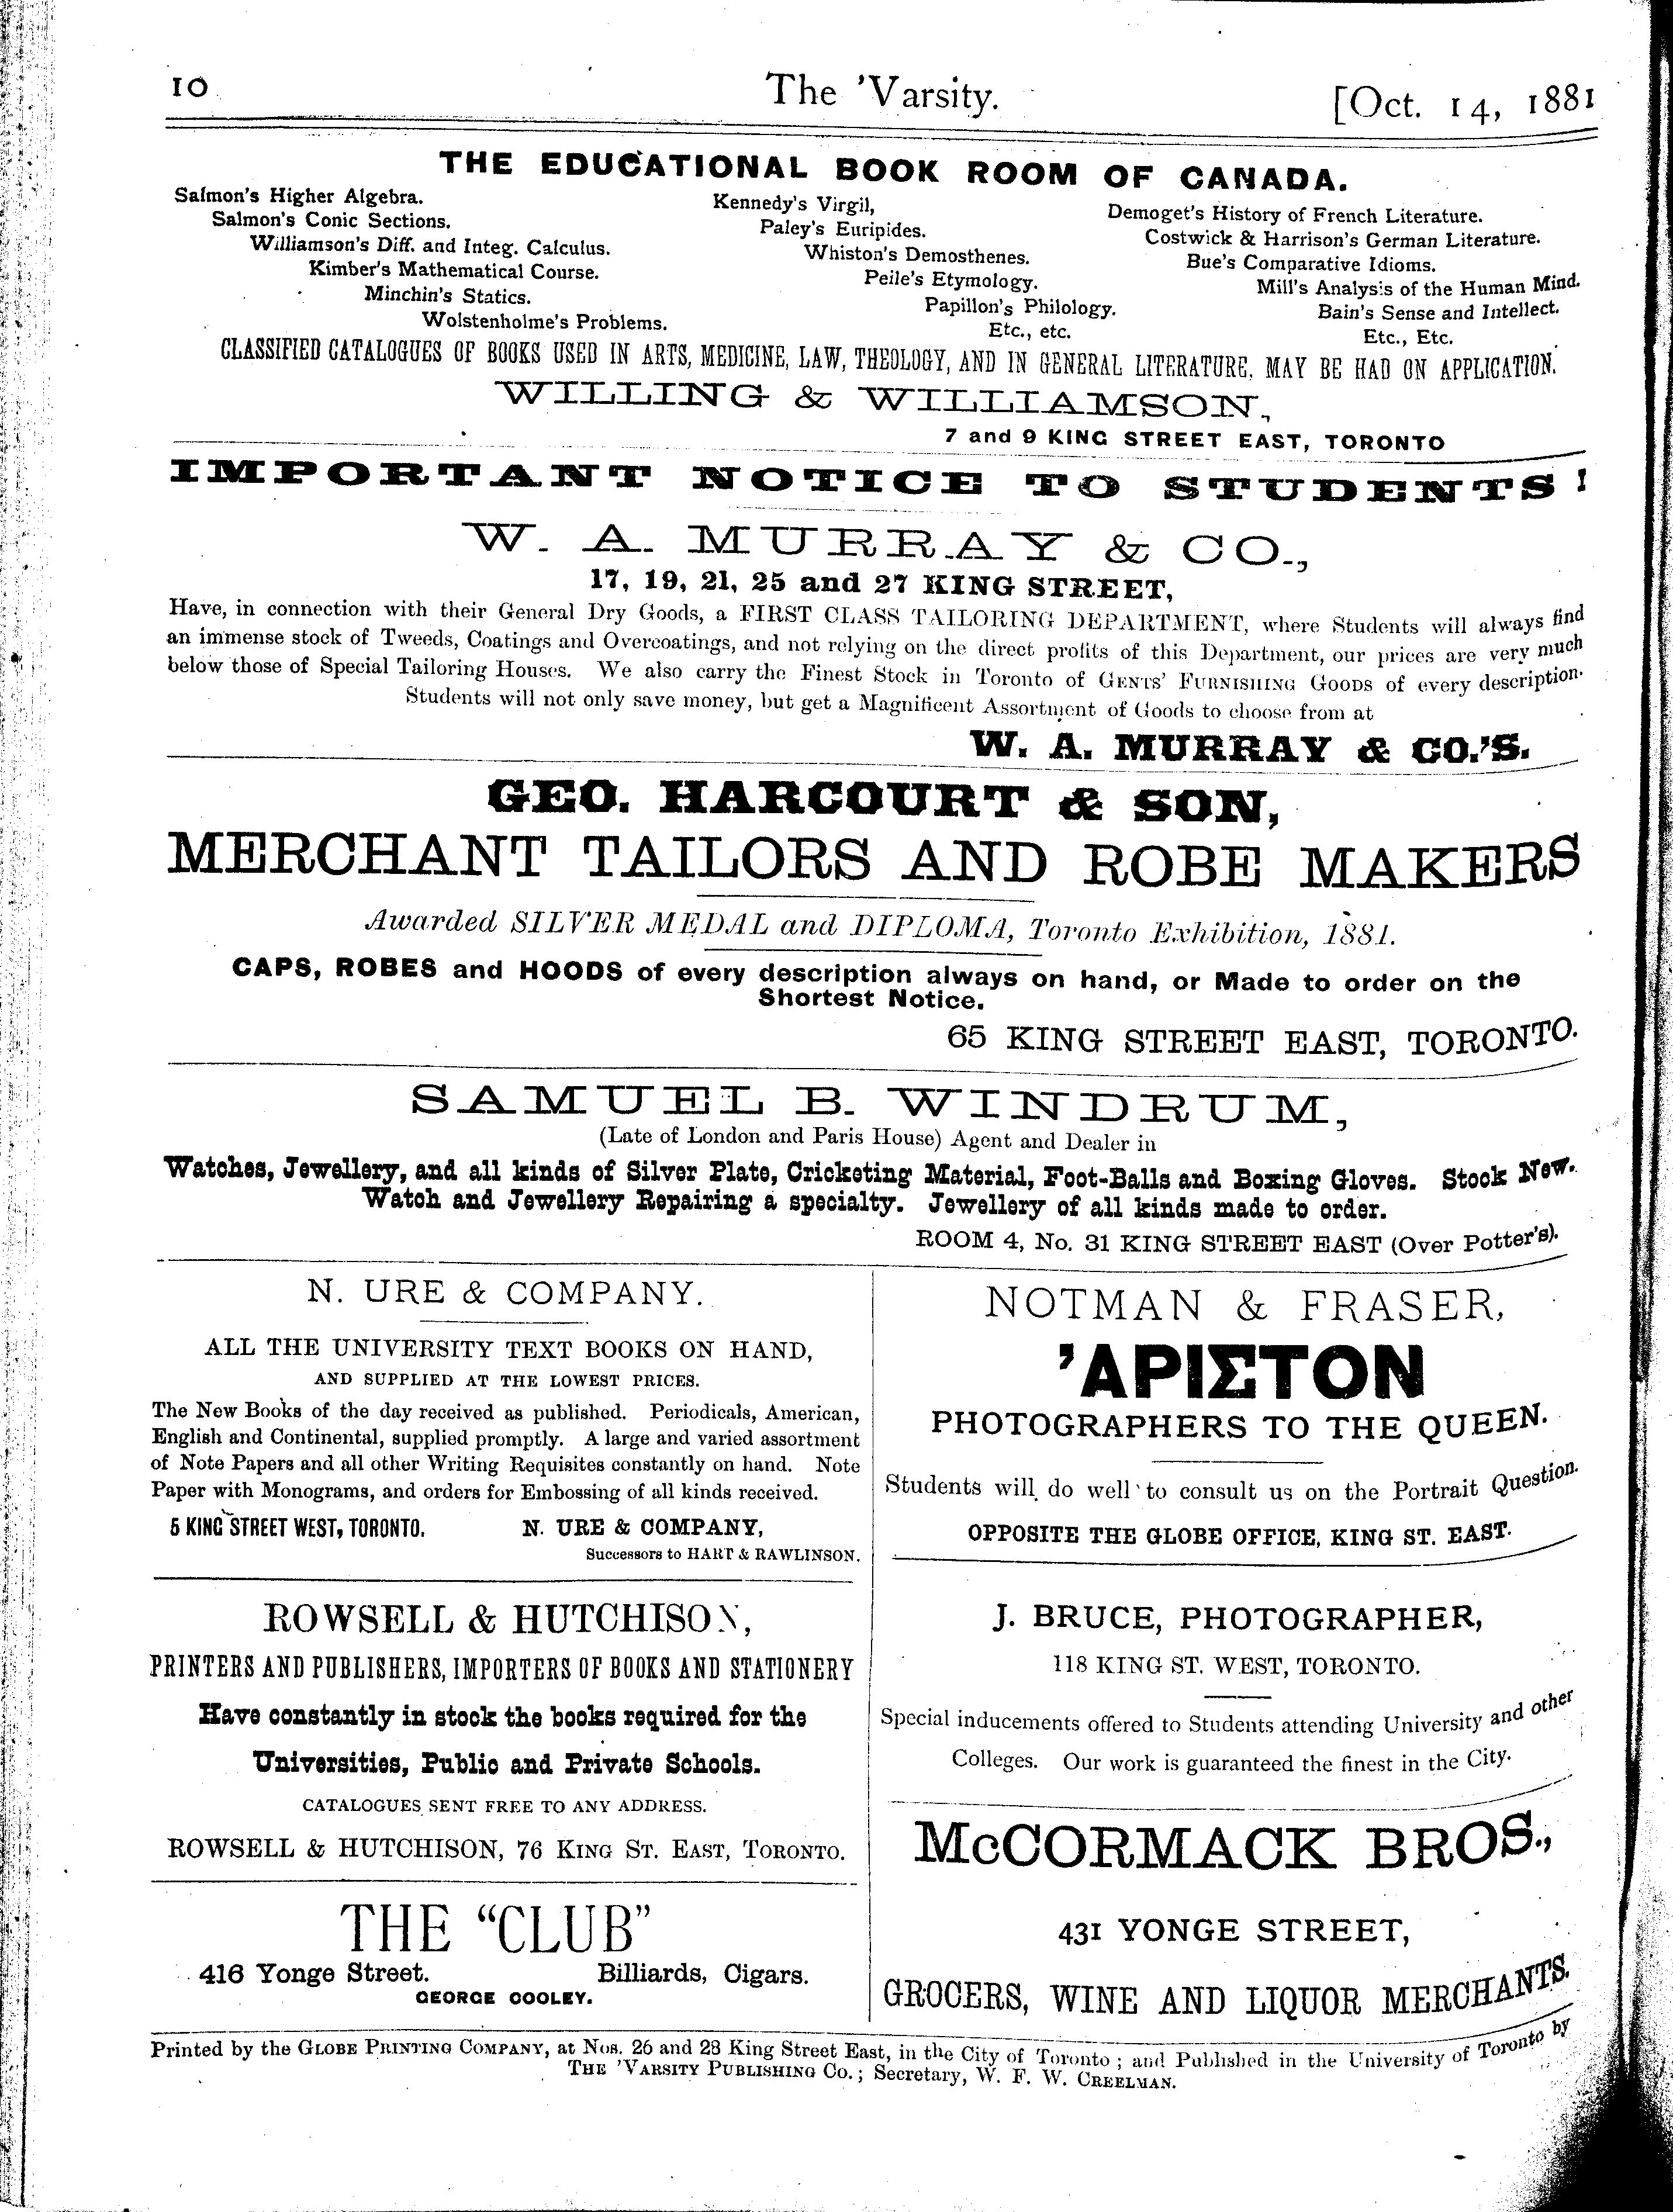 10
The 'Varsity.
[Oct. 14, 1881
THE EDUCATIONAL BOOK ROOM OF CANADA.
Salmon's Higher Algebra.
Salmon's Conic Sections.
Williamson's Diff. and Integ. Calculus.
Kimber's Mathematical Course.
Minchin's Statics.
Wolstenholme's Problems.
Kennedy's Virgil,
Paley's Euripides.
Whiston's Demosthenes.
Peile's Etymology.
Papillon's Philology.
Etc., etc.
Demoget's History of French Literature.
Costwick & Harrison's German Literature.
Bue's Comparative Idioms.
Mill's Analysis of the Human Mind.
Bain's Sense and Intellect.
Etc., Etc.
CLASSIFIED CATALOGUES OF BOOKS USED IN ARTS, MEDICINE, LAW, THEOLOGY, AND IN GENERAL LITERATURE, MAY BE HAD ON APPLICATION.
WILLING & WILLIAMSON,
7 and 9 KING STREET EAST, TORONTO
IMPORTANT NOTICE TO STUDENTS!
W. A. MURRAY & CO.,
17, 19, 21, 25 and 27 KING STREET,
Have, in connection with their General Dry Goods, a FIRST CLASS TAILORING DEPARTMENT, where Students will always find
an immense stock of Tweeds, Coatings and Overcoatings, and not relying on the direct profits of this Department, our prices are very much
below those of Special Tailoring Houses. We also carry the Finest Stock in Toronto of GENTS' FURNISHING GOODS of every description.
Students will not only save money, but get a Magnificent Assortment of Goods to choose from at
W. A. MURRAY & CO.'S.
GEO. HARCOURT & SON,
MERCHANT TAILORS AND ROBE MAKERS
Awarded SILVER MEDAL and DIPLOMA, Toronto Exhibition, 1881.
CAPS, ROBES and HOODS of every description always on hand, or Made to order on the
Shortest Notice.
65 KING STREET EAST, TORONTO.
SAMUEL B. WINDRUM,
(Late of London and Paris House) Agent and Dealer in
Watches, Jewellery, and all kinds of Silver Plate, Cricketing Material, Foot-Balls and Boxing Gloves. Stock New.
Watch and Jewellery Repairing a specialty. Jewellery of all kinds made to order.
ROOM 4, No. 31 KING STREET EAST (Over Potter's).
N. URE & COMPANY.
ALL THE UNIVERSITY TEXT BOOKS ON HAND,
AND SUPPLIED AT THE LOWEST PRICES.
The New Books of the day received as published. Periodicals, American,
English and Continental, supplied promptly. A large and varied assortment
of Note Papers and all other Writing Requisites constantly on hand. Note
Paper with Monograms, and orders for Embossing of all kinds received.
5 KING STREET WEST, TORONTO. N. URE & COMPANY,
Successors to HART & RAWLINSON.
ROWSELL & HUTCHISON,
PRINTERS AND PUBLISHERS, IMPORTERS OF BOOKS AND STATIONERY
Have constantly in stock the books required for the
Universities, Public and Private Schools.
CATALOGUES SENT FREE TO ANY ADDRESS.
ROWSELL & HUTCHISON, 76 KING ST. EAST, TORONTO.
THE "CLUB"
416 Yonge Street. Billiards, Cigars.
GEORGE COOLEY.
NOTMAN & FRASER,
'ΑΡΙΣΤΟΝ
PHOTOGRAPHERS TO THE QUEEN.
Students will do well to consult us on the Portrait Question.
OPPOSITE THE GLOBE OFFICE, KING ST. EAST.
J. BRUCE, PHOTOGRAPHER,
118 KING ST. WEST, TORONTO.
Special inducements offered to Students attending University and other
Colleges. Our work is guaranteed the finest in the City.
McCORMACK BROS.,
431 YONGE STREET,
GROCERS, WINE AND LIQUOR MERCHANTS.
Printed by the GLOBE PRINTING COMPANY, at Nos. 26 and 28 King Street East, in the City of Toronto; and Published in the University of Toronto by
THE 'VARSITY PUBLISHING CO.; Secretary, W. F. W. CREELMAN.